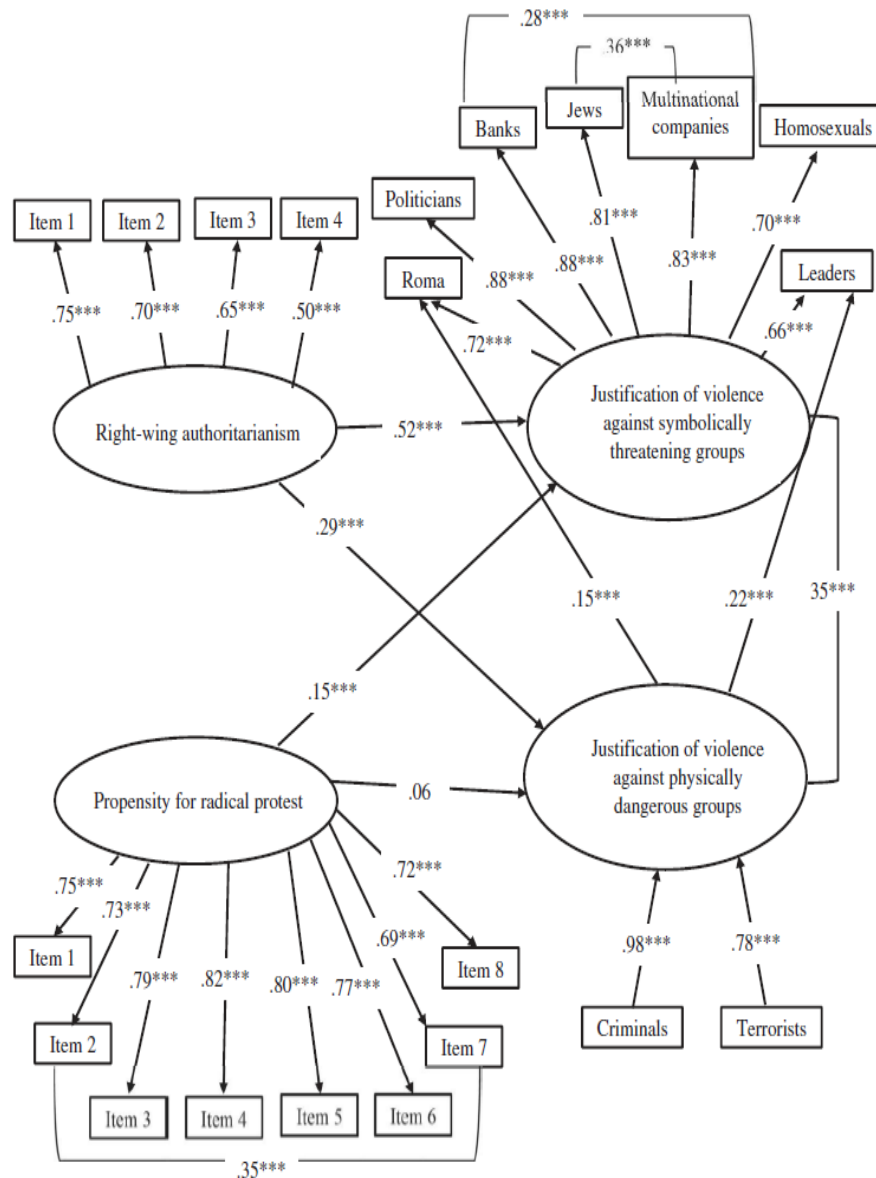 .28***
.36***
Banks
Jews
Multinational
companies
Homosexuals
Politicians
Item 1
Item 2
Item 3
Item 4
Roma
Leaders
.88***
.81***
.83***
.70***
.88***
.72***
.66***
.75***
.70***
.65***
.50***
Right-wing authoritarianism
.52***
Justification of violence
against symbolically
threatening groups
.29***
.15***
.22***
35***
.15***
Propensity for radical protest
.06
Justification of violence
against physically
dangerous groups
.75***
.73***
.79***
.82***
.80***
.77***
.69***
.72***
.98***
.78***
Item 1
Item 8
Item 2
Item 7
Criminals
Terrorists
Item 3
Item 4
Item 5
Item 6
.35***